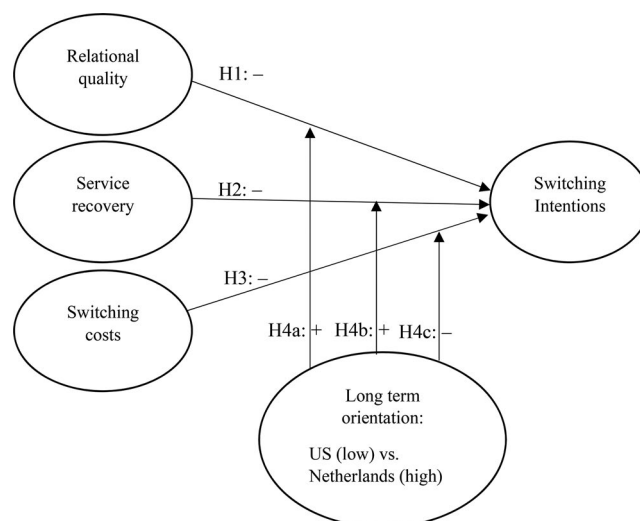 Relational
quality
H1: –
Service
recovery
H2: –
Switching
Intentions
H3: –
Switching
costs
H4a: +
H4b: +
H4c: –
Long term
orientation:
US (low) vs.
Netherlands (high)